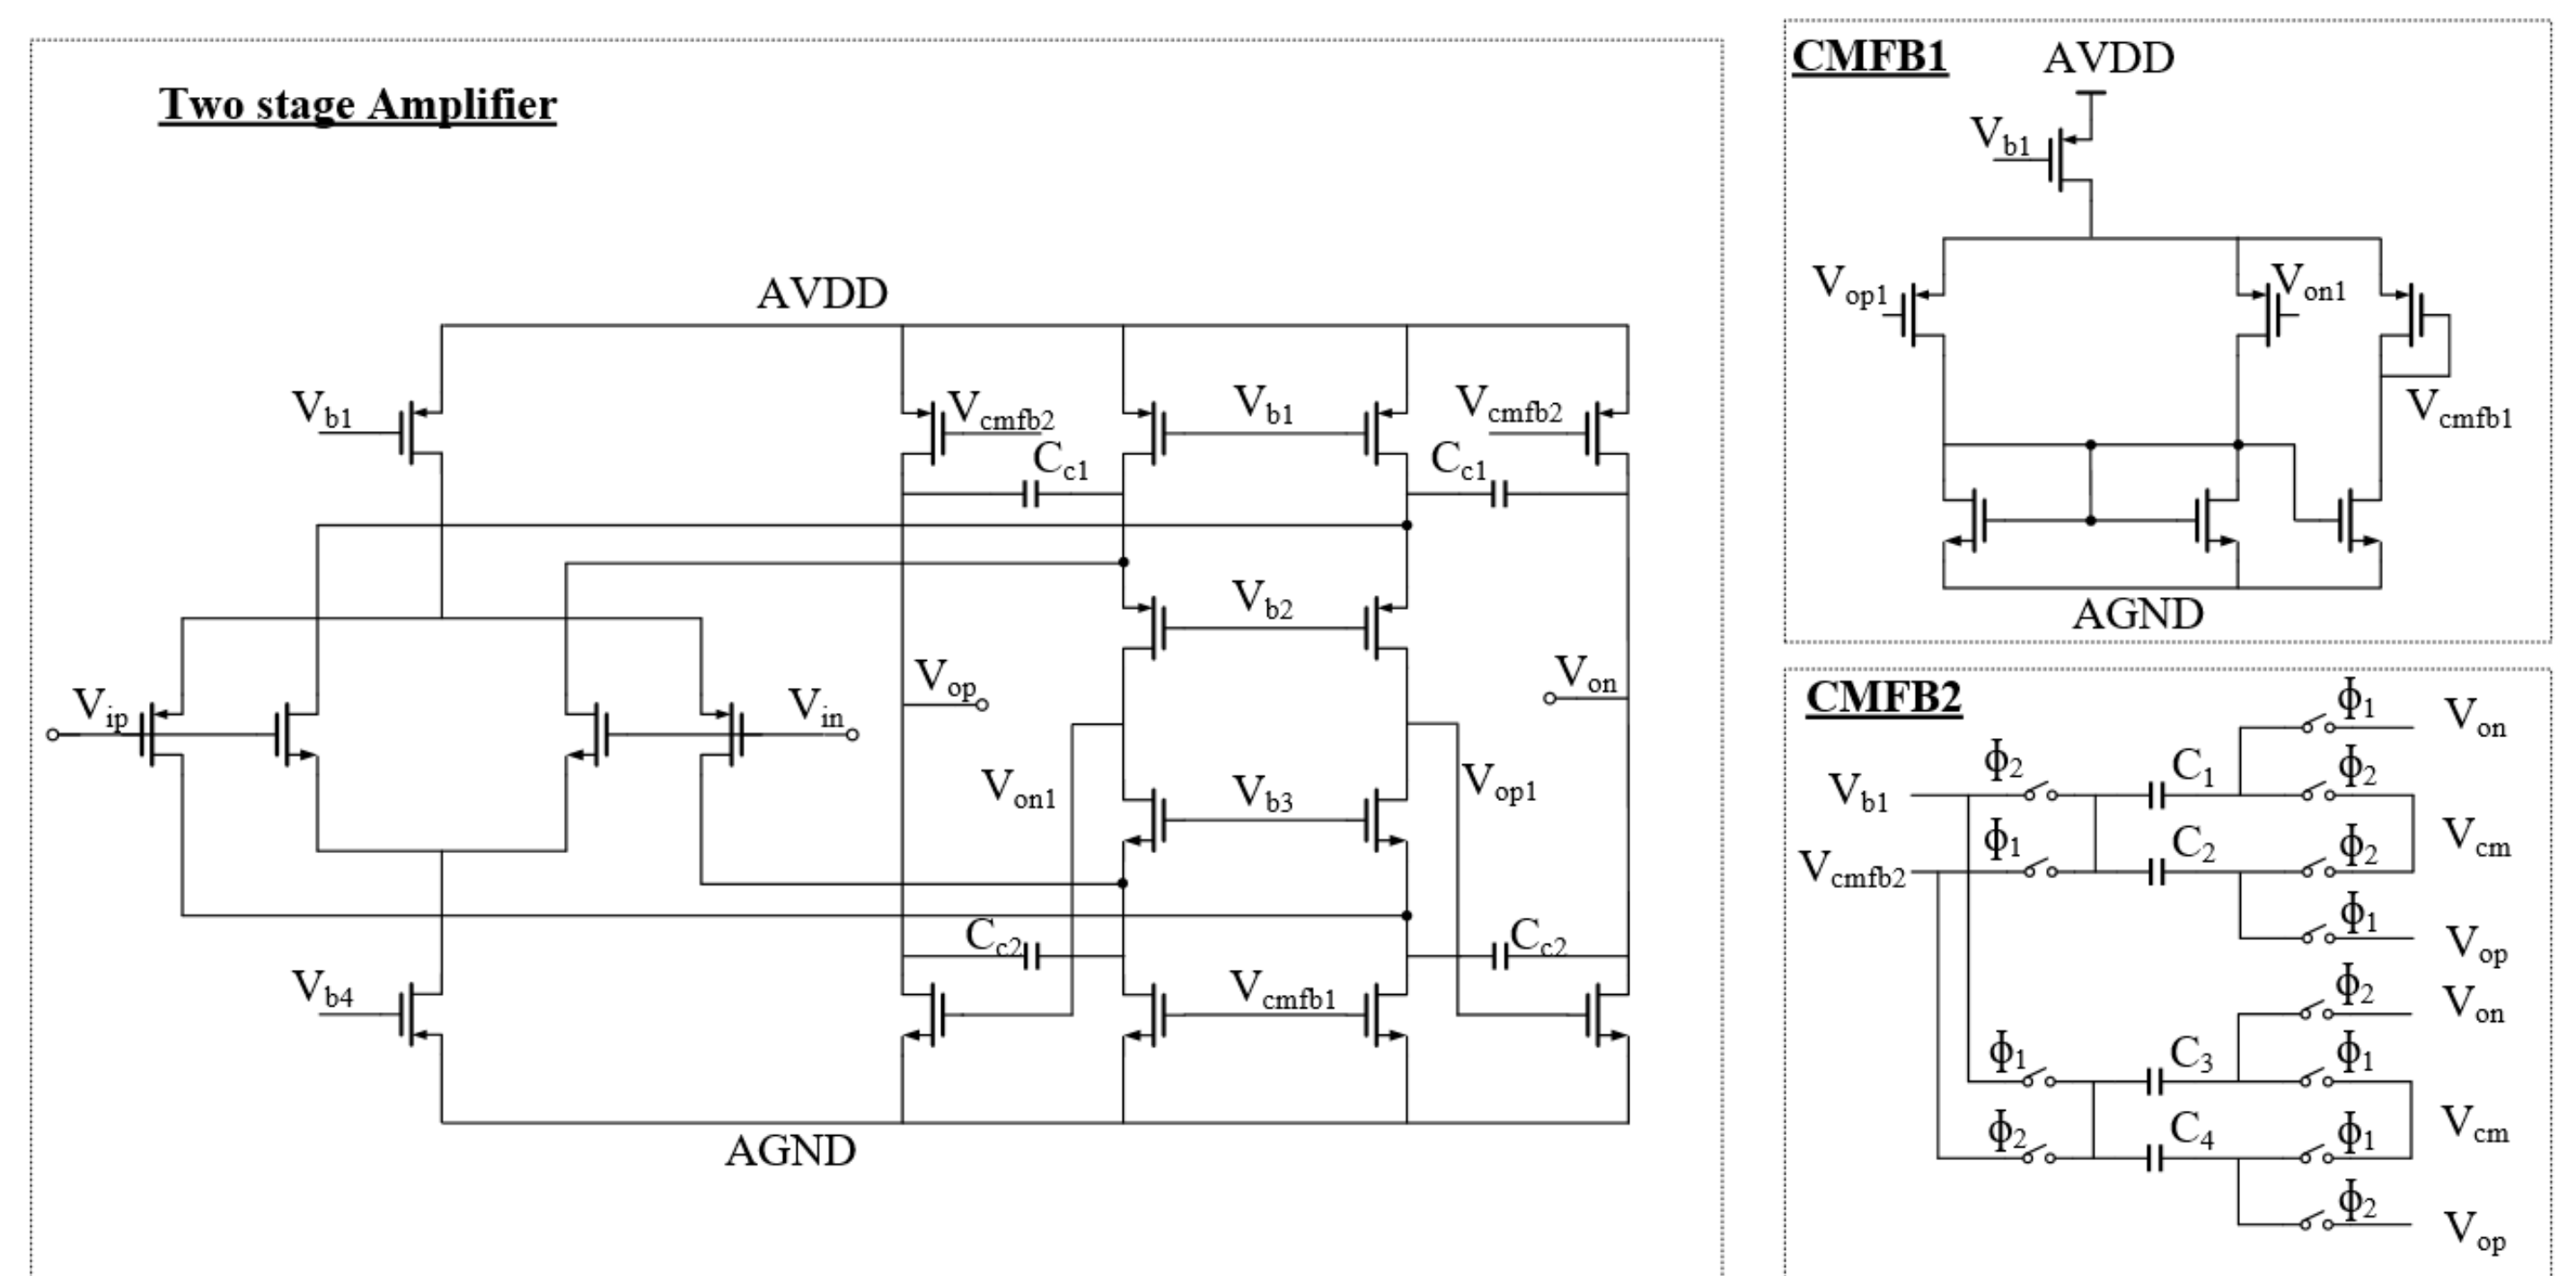 Two stage Amplifier
AVDD
Vb1
Vcmfb2
Vb1
Vcmfb2
Cc1
Cc1
Vb2
Vip
Vin
Vop
Von
Von1
Vb3
Vop1
Cc2
Cc2
Vb4
Vcmfb1
AGND
CMFB1
AVDD
Vb1
Vop1
Von1
Vcmfb1
AGND
CMFB2
ϕ1
Von
ϕ2
C1
ϕ2
Vb1
ϕ1
C2
ϕ2
Vcm
Vcmfb2
ϕ1
Vop
ϕ2
Von
ϕ1
C3
ϕ1
ϕ2
C4
ϕ1
Vcm
ϕ2
Vop